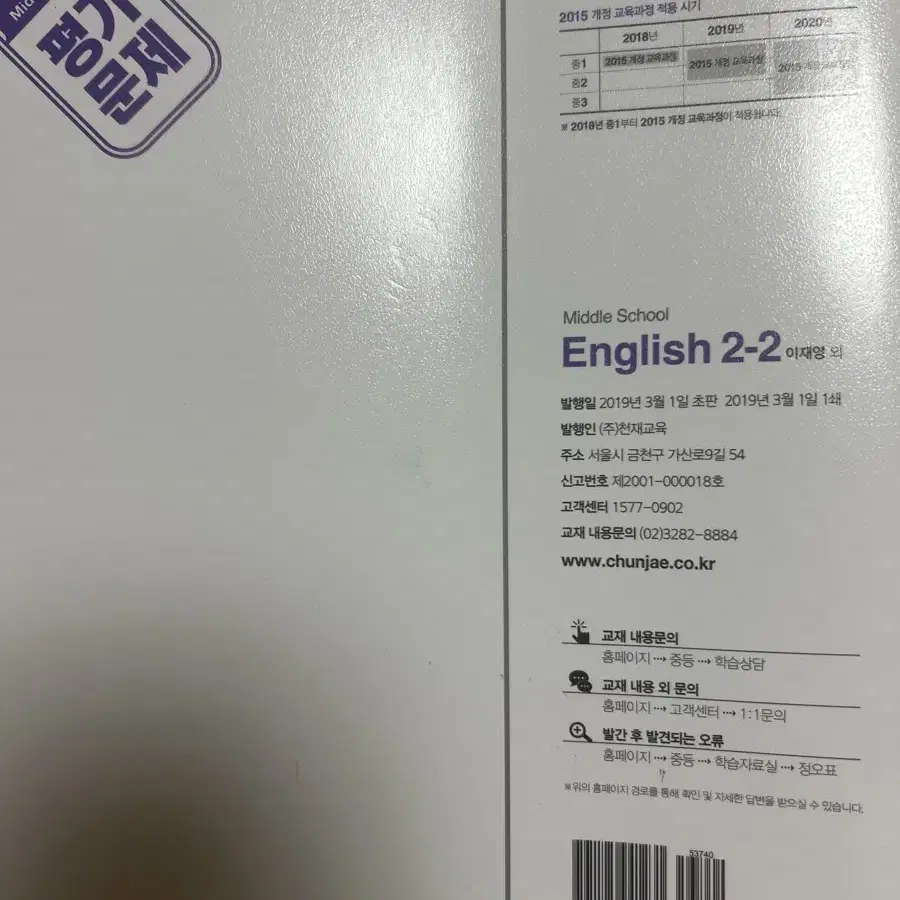 Mid
평가
문제
2015 개정 교육과정 적용 시기
2018년 2019년 2020년
중1 2015 개정 교육과정 2015 개정 교육과정 2015 개정 교육과정
중2
중3
※ 2018년 중1부터 2015 개정 교육과정이 적용됩니다.
Middle School
English 2-2 이재영 외
발행일 2019년 3월 1일 초판 2019년 3월 1일 1쇄
발행인 (주)천재교육
주소 서울시 금천구 가산로9길 54
신고번호 제2001-000018호
고객센터 1577-0902
교재 내용문의 (02)3282-8884
www.chunjae.co.kr
교재 내용문의
홈페이지 ⇢ 중등 ⇢ 학습상담
교재 내용 외 문의
홈페이지 ⇢ 고객센터 ⇢ 1:1문의
발간 후 발견되는 오류
홈페이지 ⇢ 중등 ⇢ 학습자료실 ⇢ 정오표
※위의 홈페이지 경로를 통해 확인 및 자세한 답변을 받으실 수 있습니다.
53740